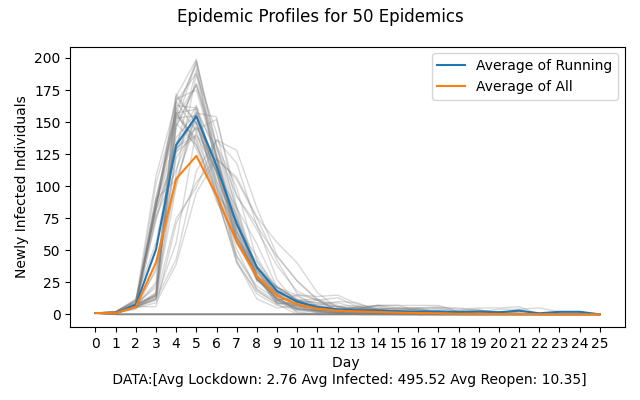 Epidemic Profiles for 50 Epidemics
200
175
150
125
100
75
50
25
0
Newly Infected Individuals
Average of Running
Average of All
0 1 2 3 4 5 6 7 8 9 10 11 12 13 14 15 16 17 18 19 20 21 22 23 24 25
Day
DATA:[Avg Lockdown: 2.76 Avg Infected: 495.52 Avg Reopen: 10.35]